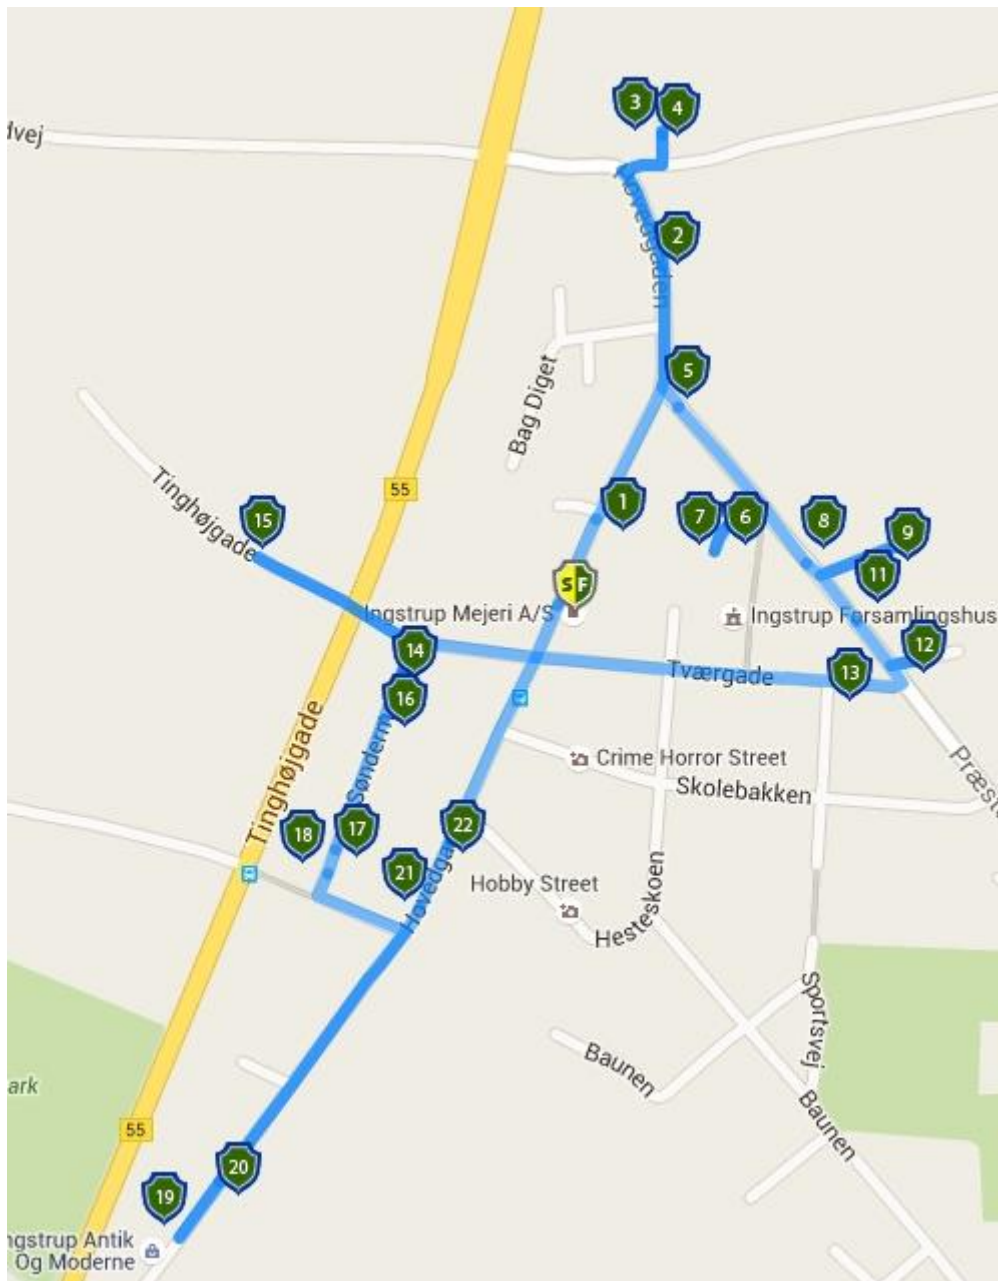 3
4
dvej
Hovedgaden
2
5
Bag Diget
55
Tinghøjgade
15
1
7
6
8
9
11
S F
Ingstrup Mejeri A/S
Ingstrup Forsamlingshus
12
14
13
Tværgade
16
Tinghøjgade
Crime Horror Street
Skolebakken
18
17
22
21
Hobby Street
Hesteskoen
Sportsvej
Baunen
ark
Baunen
55
20
19
ngstrup Antik
Og Moderne